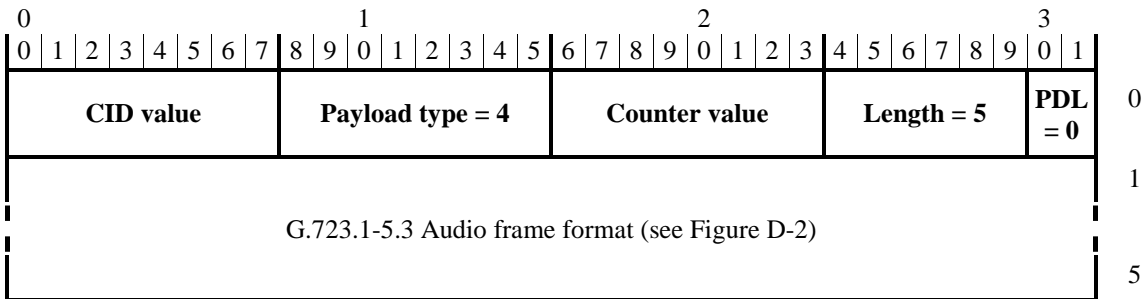 0 1 2 3
0 1 2 3 4 5 6 7 8 9 0 1 2 3 4 5 6 7 8 9 0 1 2 3 4 5 6 7 8 9 0 1
CID value Payload type = 4 Counter value Length = 5 PDL = 0 0
1
G.723.1-5.3 Audio frame format (see Figure D-2)
5